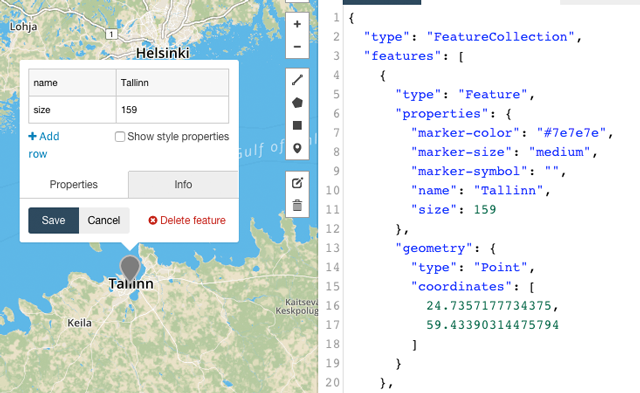 Lohja
1
Helsinki
+
−
name Tallinn
size 159
+ Add row
Show style properties
Gulf of
Properties Info
Save Cancel Delete feature
Tallinn
Keila
1 {
2 "type": "FeatureCollection",
3 "features": [
4 {
5 "type": "Feature",
6 "properties": {
7 "marker-color": "#7e7e7e",
8 "marker-size": "medium",
9 "marker-symbol": "",
10 "name": "Tallinn",
11 "size": 159
12 },
13 "geometry": {
14 "type": "Point",
15 "coordinates": [
16 24.7357177734375,
17 59.43390314475794
18 ]
19 }
20 },